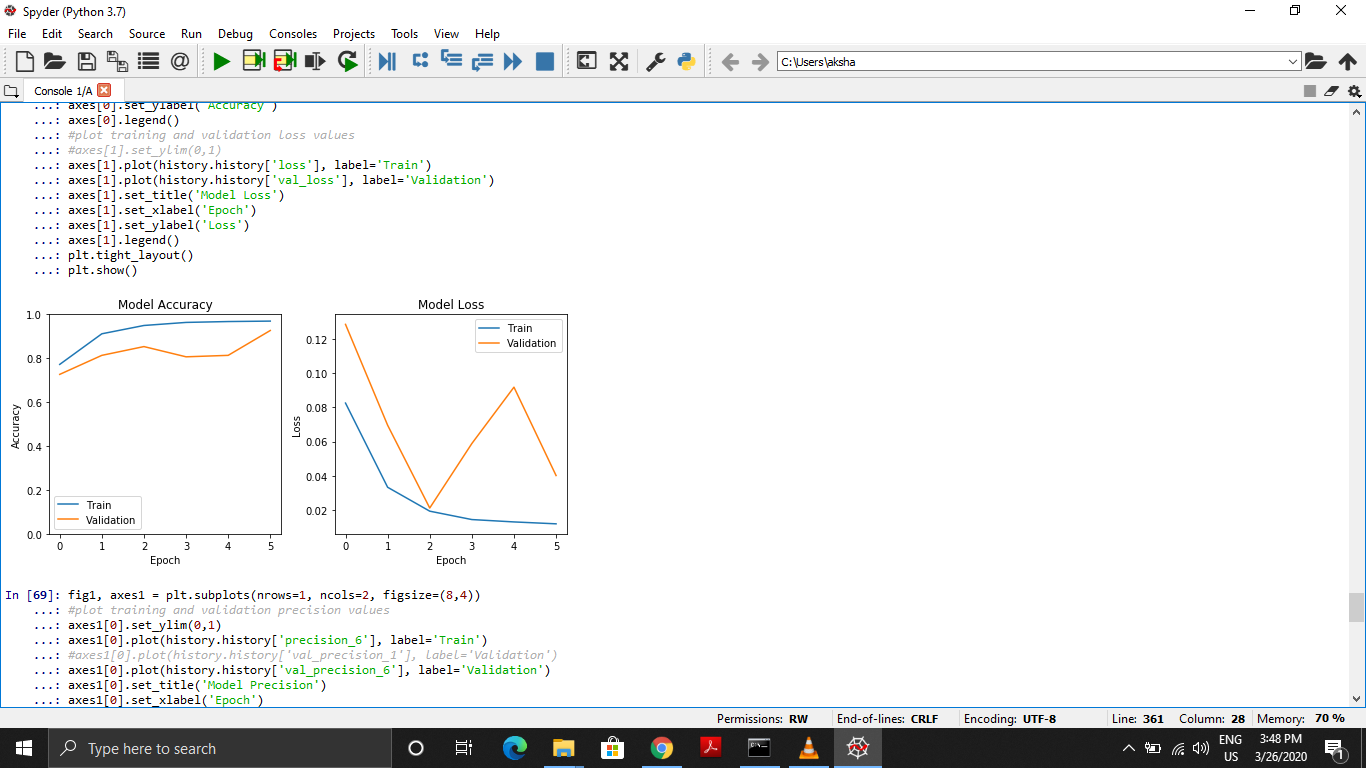 Spyder (Python 3.7)
File Edit Search Source Run Debug Consoles Projects Tools View Help
C:\Users\aksha
Console 1/A
...: axes[0].set_ylabel('Accuracy')
...: axes[0].legend()
...: #plot training and validation loss values
...: #axes[1].set_ylim(0,1)
...: axes[1].plot(history.history['loss'], label='Train')
...: axes[1].plot(history.history['val_loss'], label='Validation')
...: axes[1].set_title('Model Loss')
...: axes[1].set_xlabel('Epoch')
...: axes[1].set_ylabel('Loss')
...: axes[1].legend()
...: plt.tight_layout()
...: plt.show()
Model Accuracy
1.0
0.8
0.6
0.4
0.2
0.0
Accuracy
Train
Validation
0 1 2 3 4 5
Epoch
Model Loss
0.12
0.10
0.08
0.06
0.04
0.02
Loss
Train
Validation
0 1 2 3 4 5
Epoch
In [69]: fig1, axes1 = plt.subplots(nrows=1, ncols=2, figsize=(8,4))
...: #plot training and validation precision values
...: axes1[0].set_ylim(0,1)
...: axes1[0].plot(history.history['precision_6'], label='Train')
...: #axes1[0].plot(history.history['val_precision_1'], label='Validation')
...: axes1[0].plot(history.history['val_precision_6'], label='Validation')
...: axes1[0].set_title('Model Precision')
...: axes1[0].set_xlabel('Epoch')
Permissions: RW End-of-lines: CRLF Encoding: UTF-8 Line: 361 Column: 28 Memory: 70 %
Type here to search
ENG
US
3:48 PM
3/26/2020
1